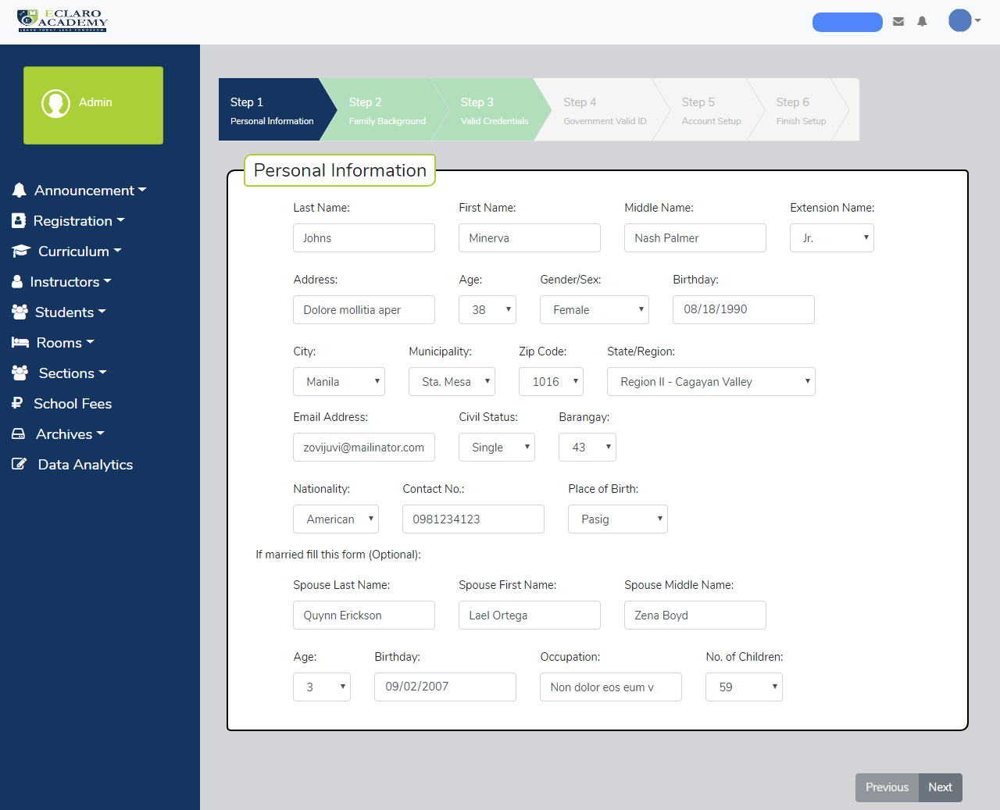 ECLARO
ACADEMY
LEARN TODAY LEAD TOMORROW
Admin
Announcement
Registration
Curriculum
Instructors
Students
Rooms
Sections
School Fees
Archives
Data Analytics
Step 1 Step 2 Step 3 Step 4 Step 5 Step 6
Personal Information Family Background Valid Credentials Government Valid ID Account Setup Finish Setup
Personal Information
Last Name: First Name: Middle Name: Extension Name:
Johns Minerva Nash Palmer Jr.
Address: Age: Gender/Sex: Birthday:
Dolore mollitia aper 38 Female 08/18/1990
City: Municipality: Zip Code: State/Region:
Manila Sta. Mesa 1016 Region II - Cagayan Valley
Email Address: Civil Status: Barangay:
zovijuvi@mailinator.com Single 43
Nationality: Contact No.: Place of Birth:
American 0981234123 Pasig
If married fill this form (Optional):
Spouse Last Name: Spouse First Name: Spouse Middle Name:
Quynn Erickson Lael Ortega Zena Boyd
Age: Birthday: Occupation: No. of Children:
3 09/02/2007 Non dolor eos eum v 59
Previous Next